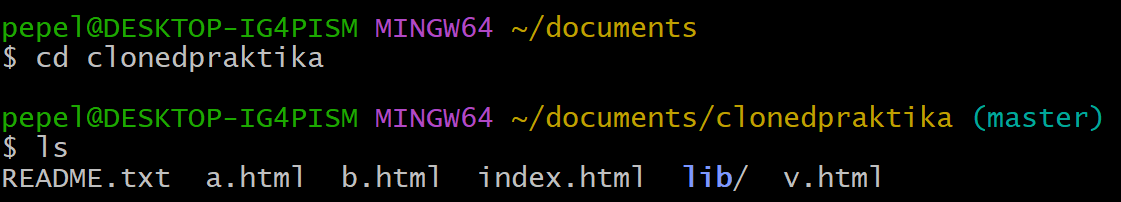 pepel@DESKTOP-IG4PISM MINGW64 ~/documents
$ cd clonedpraktika
pepel@DESKTOP-IG4PISM MINGW64 ~/documents/clonedpraktika (master)
$ ls
README.txt  a.html  b.html  index.html  lib/  v.html